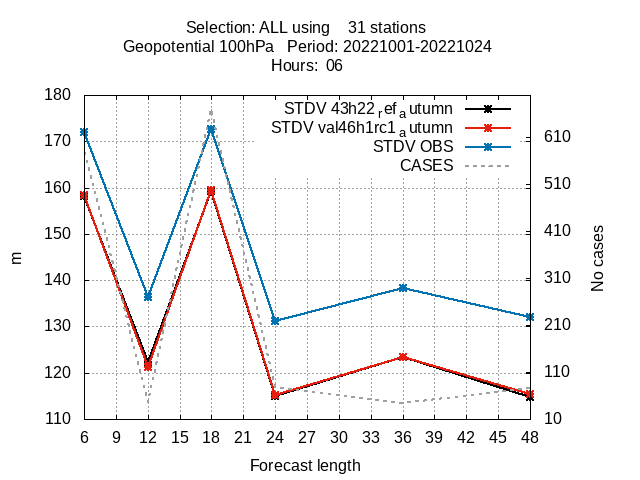 Selection: ALL using 31 stations
Geopotential 100hPa Period: 20221001-20221024
Hours: 06
STDV 43h22ᵣefₐutumn
STDV val46h1rc1ₐutumn
STDV OBS
CASES
180
170
160
150
140
130
120
110
m
610
510
410
310
210
110
10
No cases
6 9 12 15 18 21 24 27 30 33 36 39 42 45 48
Forecast length